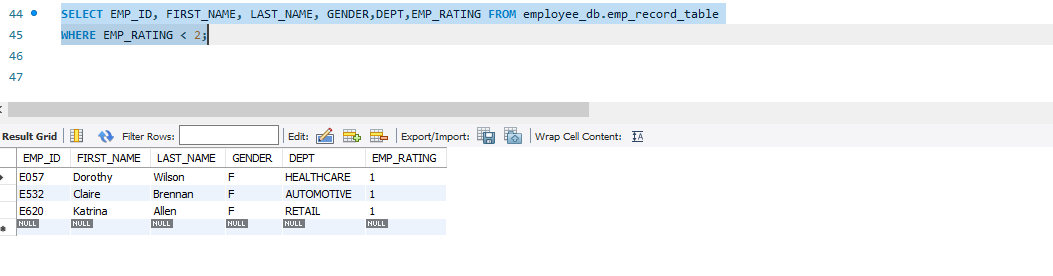 44 SELECT EMP_ID, FIRST_NAME, LAST_NAME, GENDER,DEPT,EMP_RATING FROM employee_db.emp_record_table
45 WHERE EMP_RATING < 2;
46
47
Result Grid Filter Rows: Edit: Export/Import: Wrap Cell Content: IA
EMP_ID FIRST_NAME LAST_NAME GENDER DEPT EMP_RATING
E057 Dorothy Wilson F HEALTHCARE 1
E532 Claire Brennan F AUTOMOTIVE 1
E620 Katrina Allen F RETAIL 1
NULL NULL NULL NULL NULL NULL